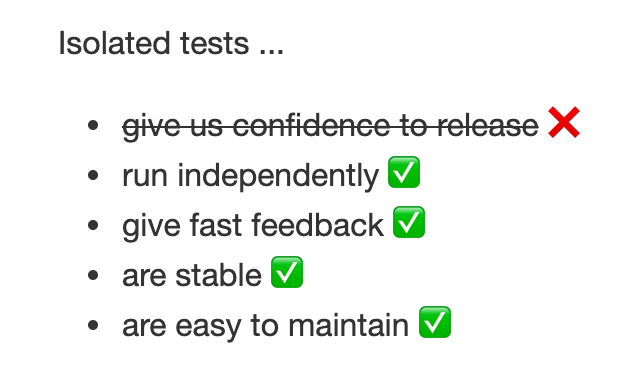 Isolated tests ...
• give us confidence to release ❌
• run independently ✅
• give fast feedback ✅
• are stable ✅
• are easy to maintain ✅